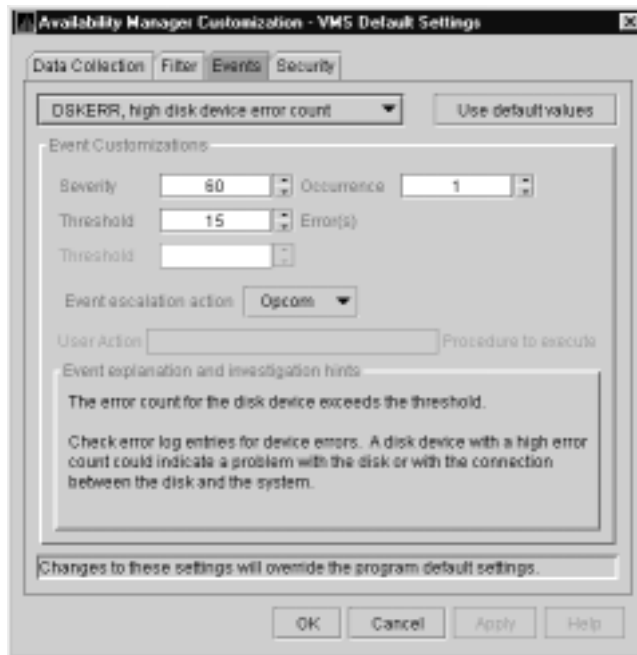 Availability Manager Customization - VMS Default Settings
Data Collection Filter Events Security
DSKERR, high disk device error count Use default values
Event Customizations
Severity 60 Occurrence 1
Threshold 15 Error(s)
Threshold
Event escalation action Opcom
User Action Procedure to execute
Event explanation and investigation hints
The error count for the disk device exceeds the threshold.
Check error log entries for device errors. A disk device with a high error
count could indicate a problem with the disk or with the connection
between the disk and the system.
Changes to these settings will override the program default settings.
OK Cancel Apply Help